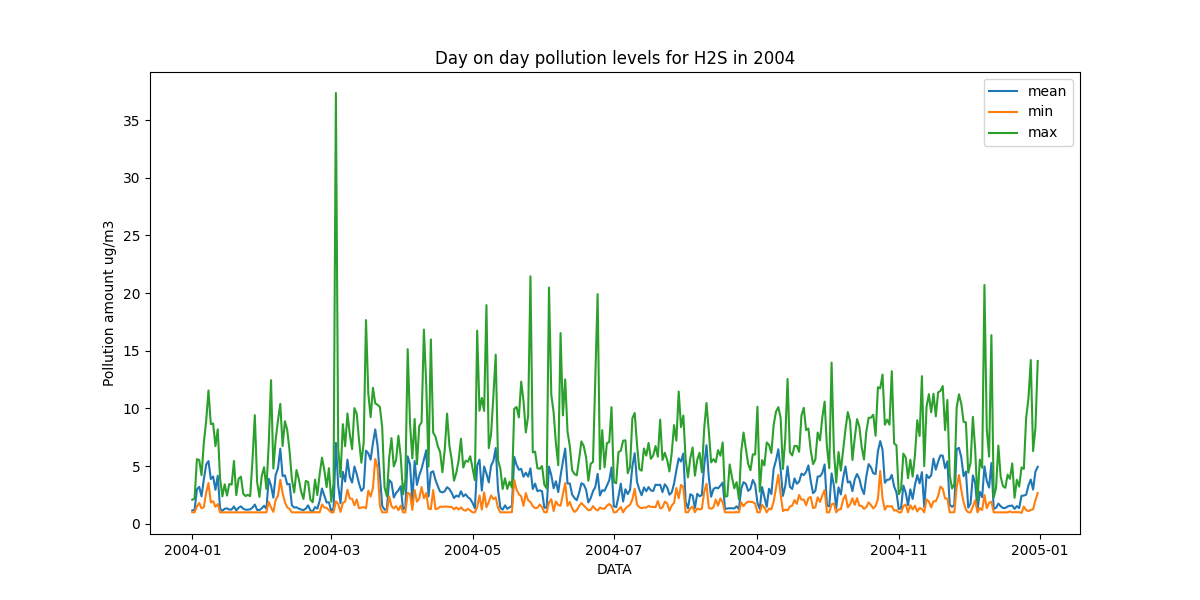 Day on day pollution levels for H2S in 2004
mean
min
max
Pollution amount ug/m3
35
30
25
20
15
10
5
0
2004-01
2004-03
2004-05
2004-07
2004-09
2004-11
2005-01
DATA